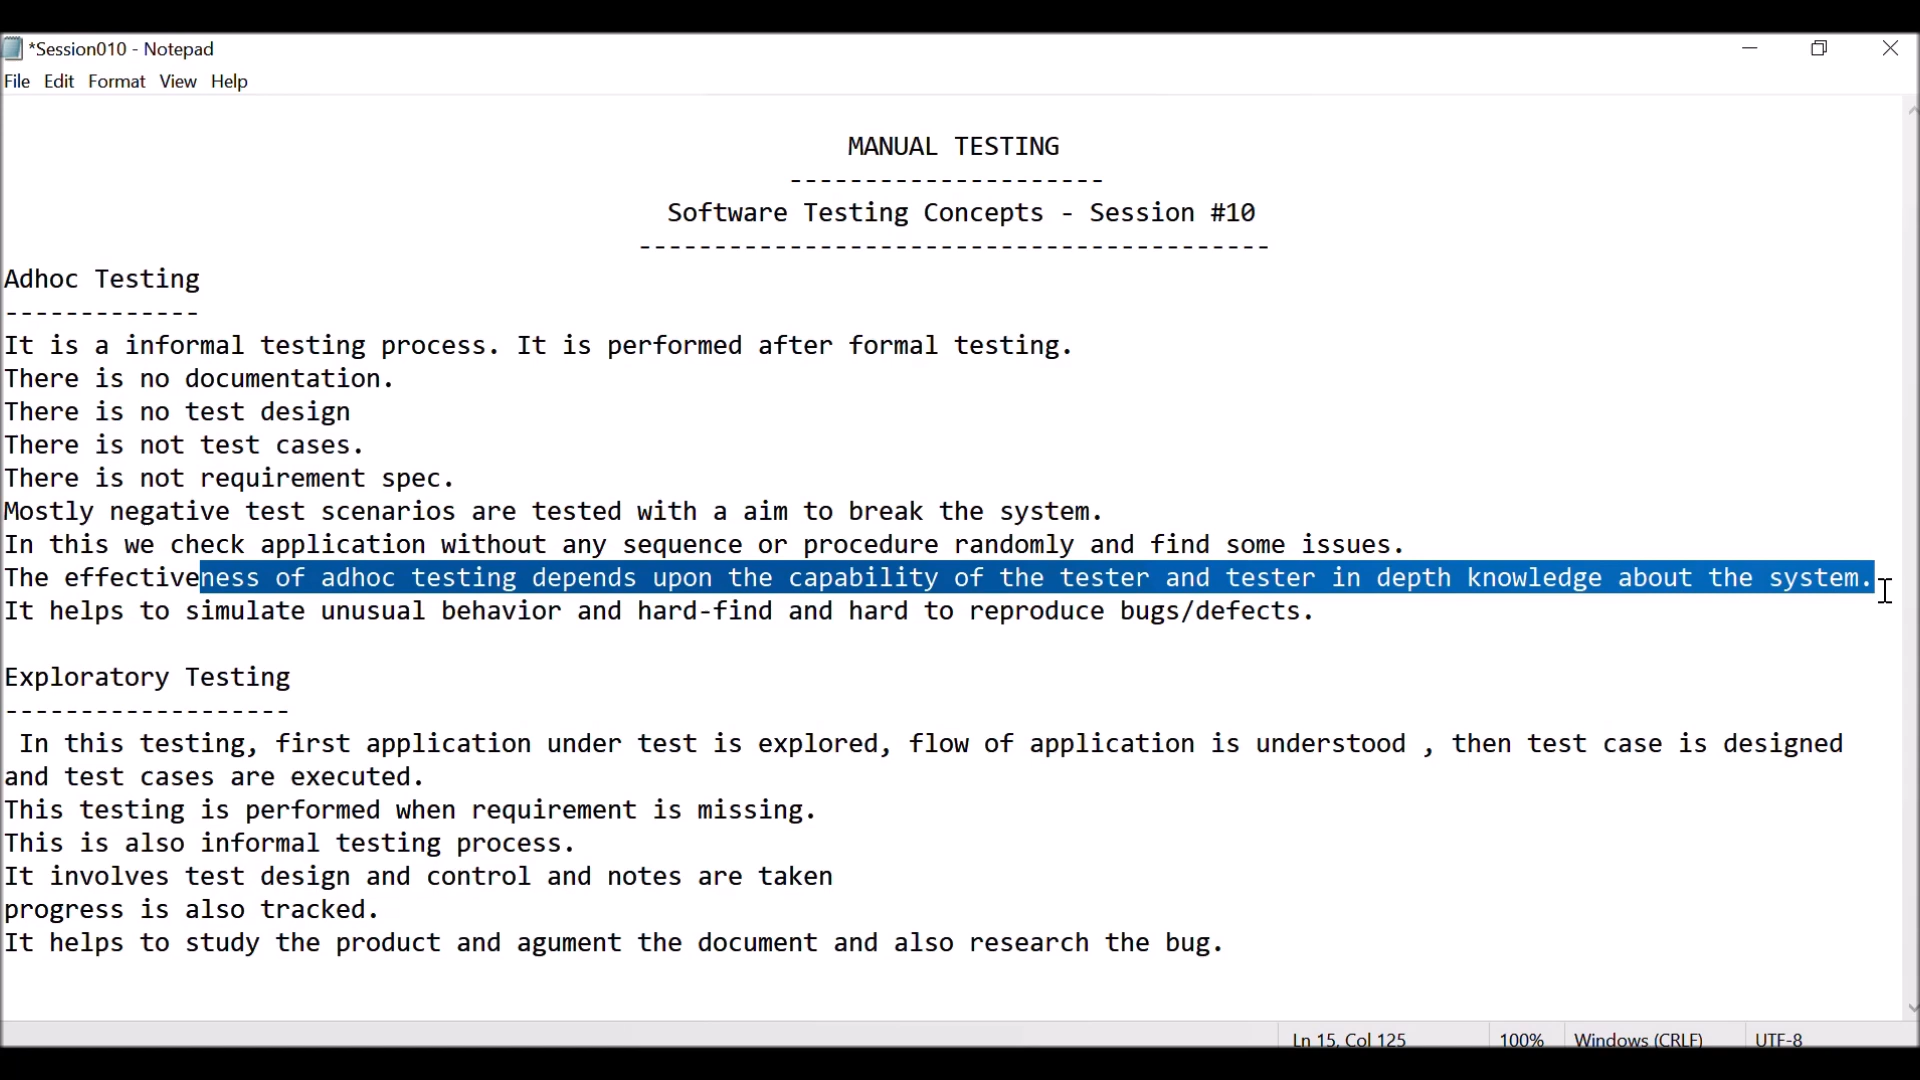 *Session010 - Notepad
File Edit Format View Help
MANUAL TESTING
---------------------
Software Testing Concepts - Session #10
------------------------------------------
Adhoc Testing
-------------
It is a informal testing process. It is performed after formal testing.
There is no documentation.
There is no test design
There is not test cases.
There is not requirement spec.
Mostly negative test scenarios are tested with a aim to break the system.
In this we check application without any sequence or procedure randomly and find some issues.
The effectiveness of adhoc testing depends upon the capability of the tester and tester in depth knowledge about the system.
It helps to simulate unusual behavior and hard-find and hard to reproduce bugs/defects.
Exploratory Testing
-------------------
In this testing, first application under test is explored, flow of application is understood , then test case is designed
and test cases are executed.
This testing is performed when requirement is missing.
This is also informal testing process.
It involves test design and control and notes are taken
progress is also tracked.
It helps to study the product and agument the document and also research the bug.
Ln 15, Col 125 100% Windows (CRLF) UTF-8